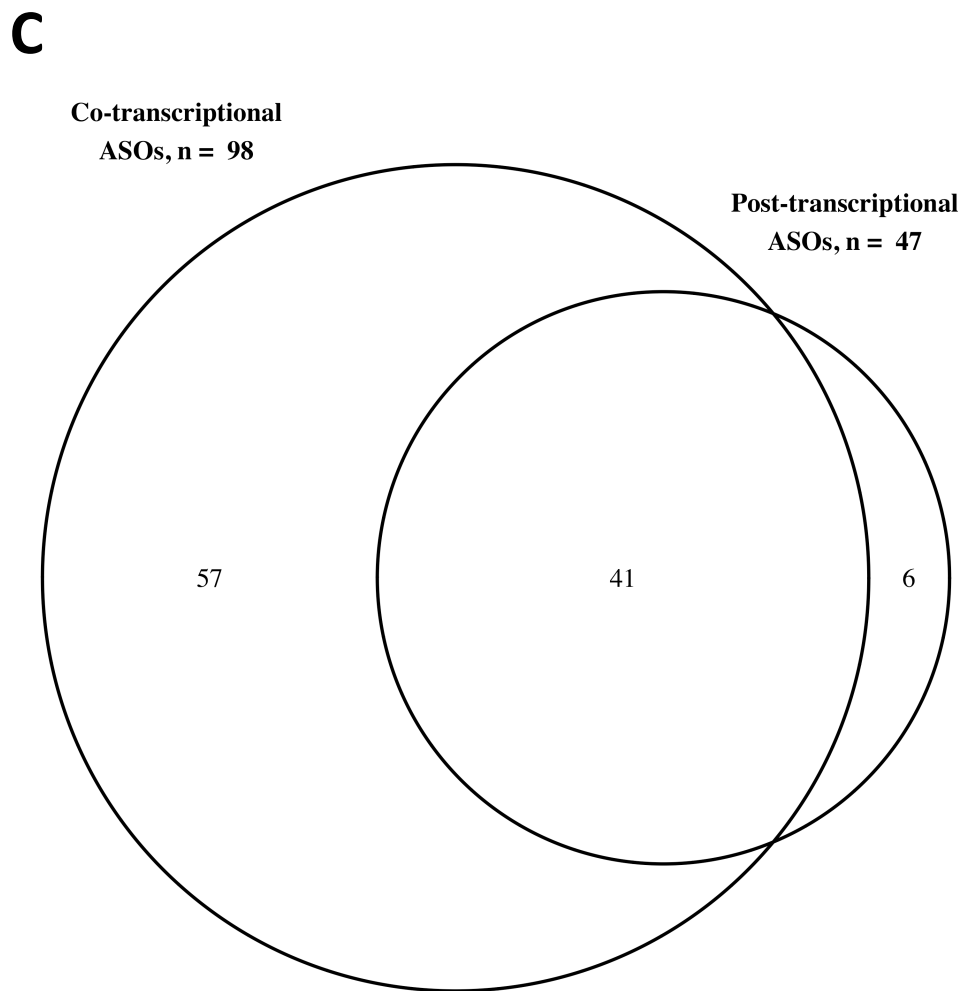 C
Co-transcriptional
ASOs, n = 98
Post-transcriptional
ASOs, n = 47
57
41
6